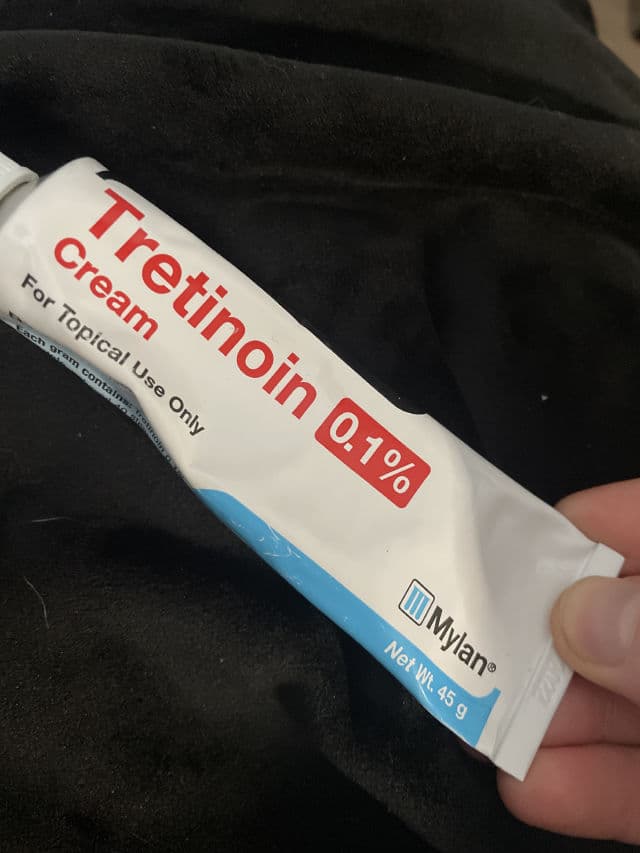 Tretinoin 0.1%
Cream
For Topical Use Only
Each gram contains:
Mylan®
Net Wt. 45 g